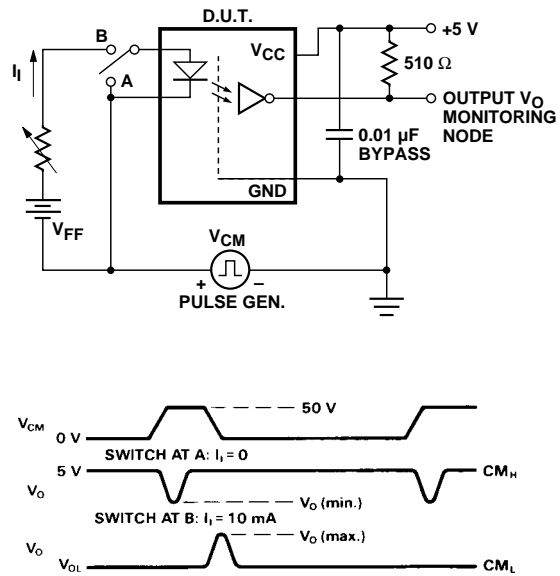 D.U.T.
B
A
I_I
V_CC
+5 V
510 Ω
OUTPUT V_O
MONITORING
NODE
0.01 µF
BYPASS
GND
V_FF
V_CM
+ –
PULSE GEN.
50 V
V_CM
0 V
SWITCH AT A: I_I = 0
5 V
CM_H
V_O
V_O (min.)
SWITCH AT B: I_I = 10 mA
V_O (max.)
V_O
V_OL
CM_L